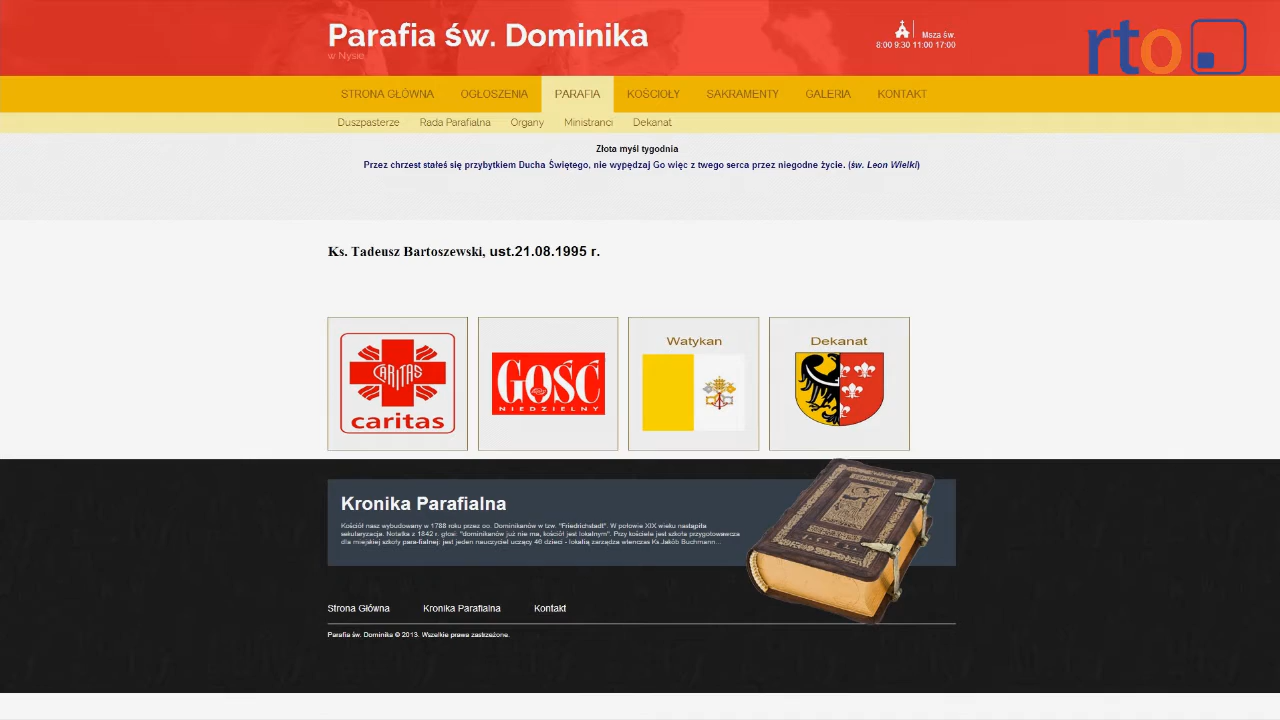 Parafia św. Dominika
w Nysie
Msza św.
8:00 9:30 11:00 17:00
rto
STRONA GŁÓWNA OGŁOSZENIA PARAFIA KOŚCIOŁY SAKRAMENTY GALERIA KONTAKT
Duszpasterze Rada Parafialna Organy Ministranci Dekanat
Złota myśl tygodnia
Przez chrzest stałeś się przybytkiem Ducha Świętego, nie wypędzaj Go więc z twego serca przez niegodne życie. (św. Leon Wielki)
Ks. Tadeusz Bartoszewski, ust.21.08.1995 r.
CARITAS
caritas
GOŚĆ
NIEDZIELNY
Watykan
Dekanat
Kronika Parafialna
Kościół nasz wybudowany w 1788 roku przez oo. Dominikanów w tzw. "Friedrichstadt". W połowie XIX wieku nastąpiła
sekularyzacja. Notatka z 1842 r. głosi: "dominikanów już nie ma, kościół jest lokalnym". Przy kościele jest szkoła przygotowawcza
dla miejskiej szkoły para-fialnej: jest jeden nauczyciel uczący 40 dzieci - lokalią zarządza wtenczas Ks Jakób Buchmann...
Strona Główna Kronika Parafialna Kontakt
Parafia św. Dominika © 2013. Wszelkie prawa zastrzeżone.